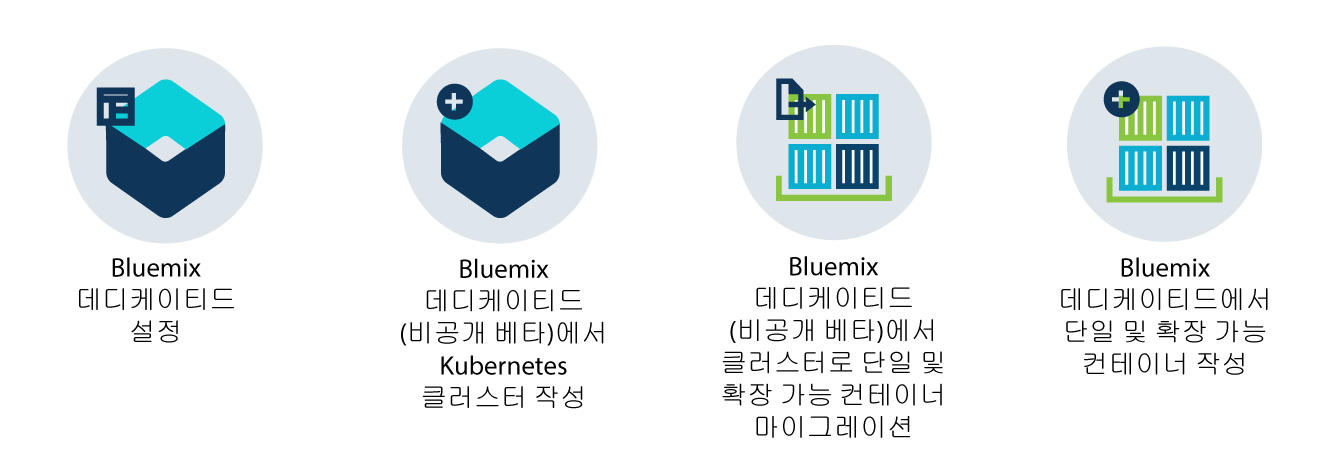 Bluemix
데디케이티드
설정
Bluemix
데디케이티드
(비공개 베타)에서
Kubernetes
클러스터 작성
Bluemix
데디케이티드
(비공개 베타)에서
클러스터로 단일 및
확장 가능 컨테이너
마이그레이션
Bluemix
데디케이티드에서
단일 및 확장 가능
컨테이너 작성